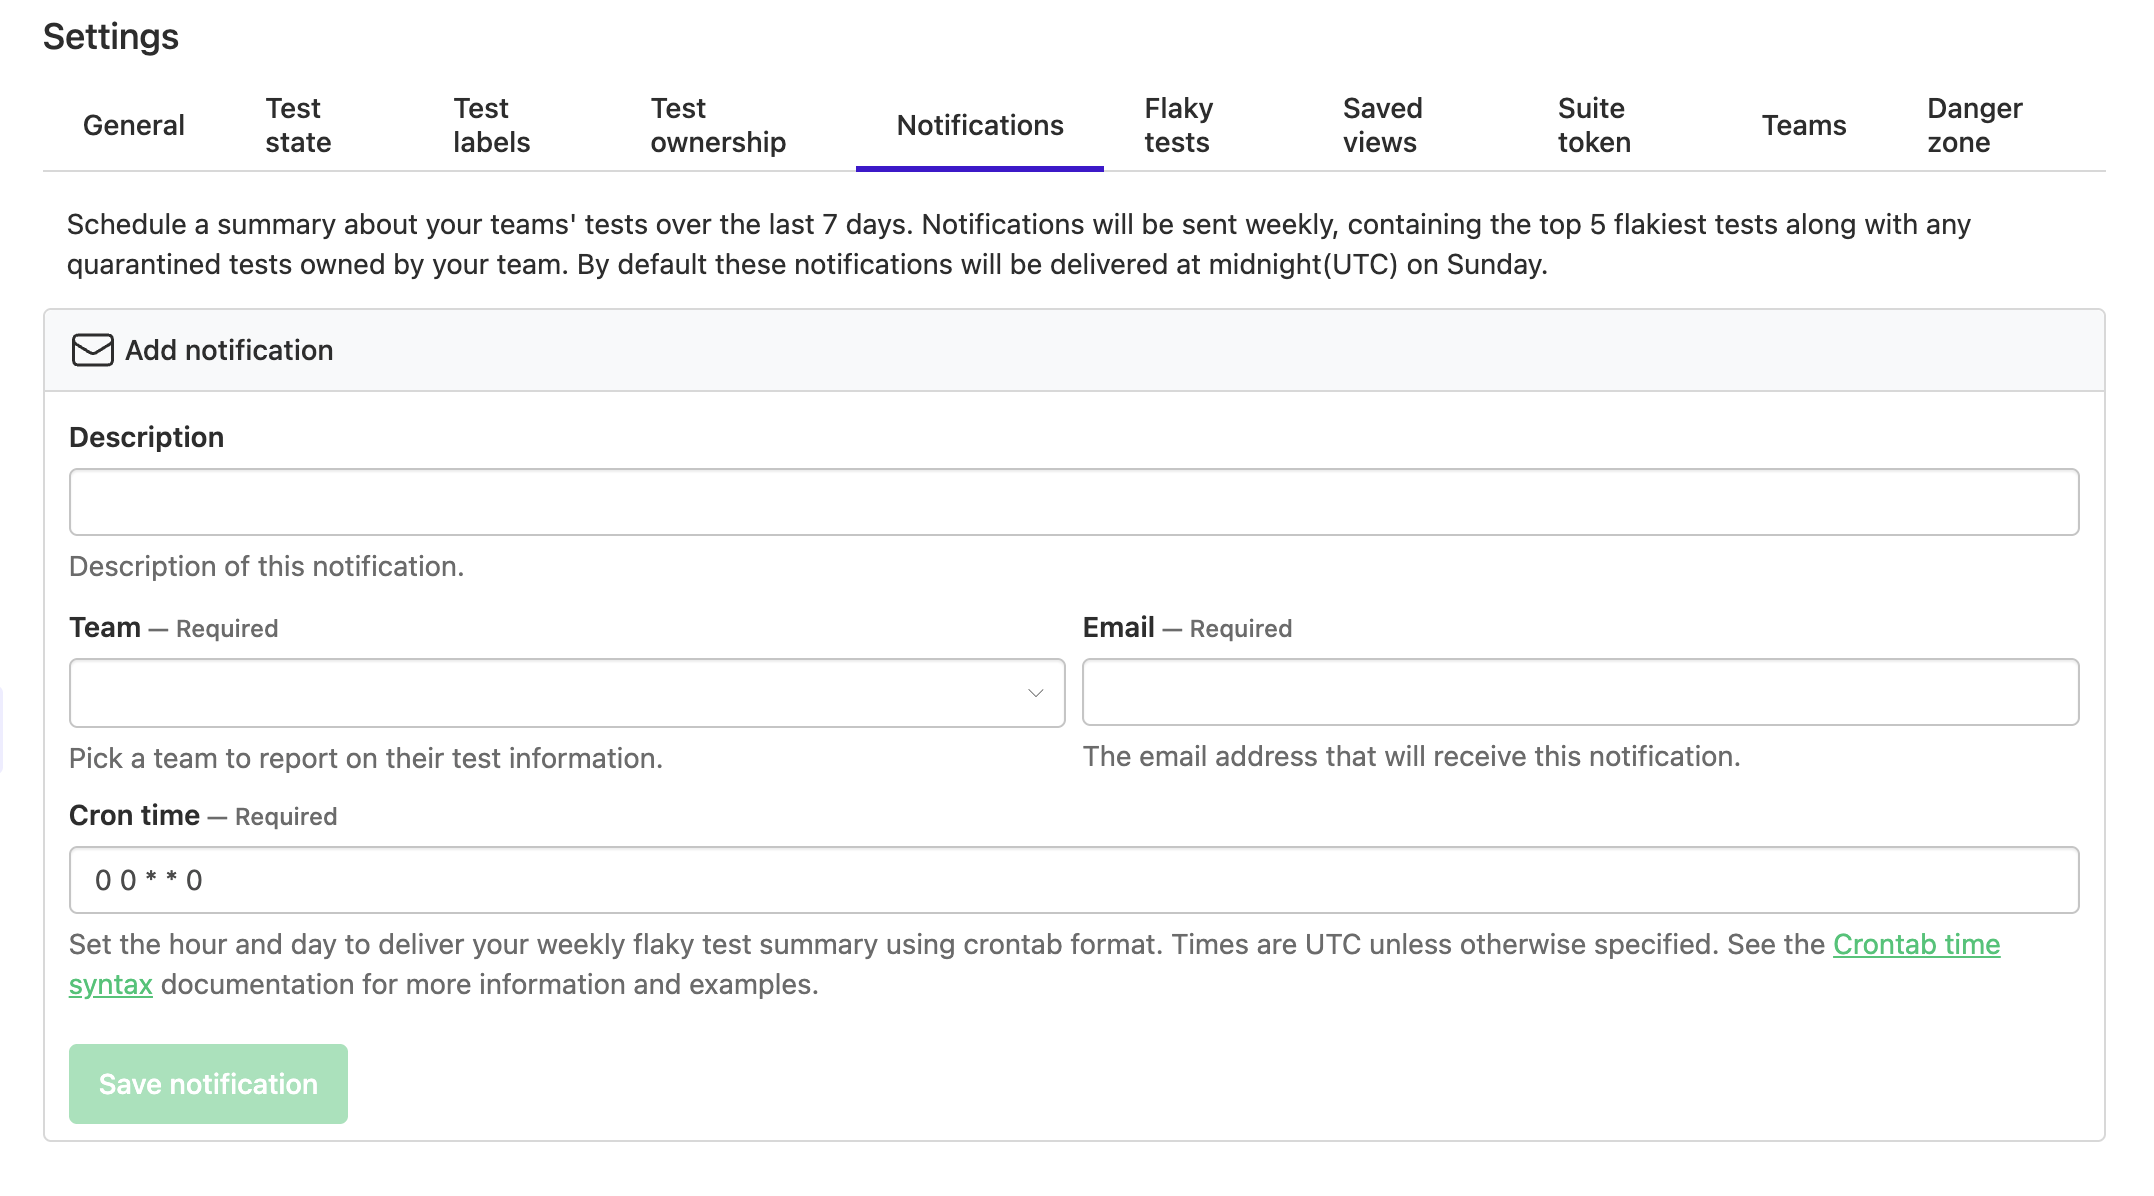 Settings
General
Test
state
Test
labels
Test
ownership
Notifications
Flaky
tests
Saved
views
Suite
token
Teams
Danger
zone
Schedule a summary about your teams' tests over the last 7 days. Notifications will be sent weekly, containing the top 5 flakiest tests along with any
quarantined tests owned by your team. By default these notifications will be delivered at midnight(UTC) on Sunday.
Add notification
Description
Description of this notification.
Team — Required
Pick a team to report on their test information.
Email — Required
The email address that will receive this notification.
Cron time — Required
0 0 * * 0
Set the hour and day to deliver your weekly flaky test summary using crontab format. Times are UTC unless otherwise specified. See the Crontab time
syntax documentation for more information and examples.
Save notification